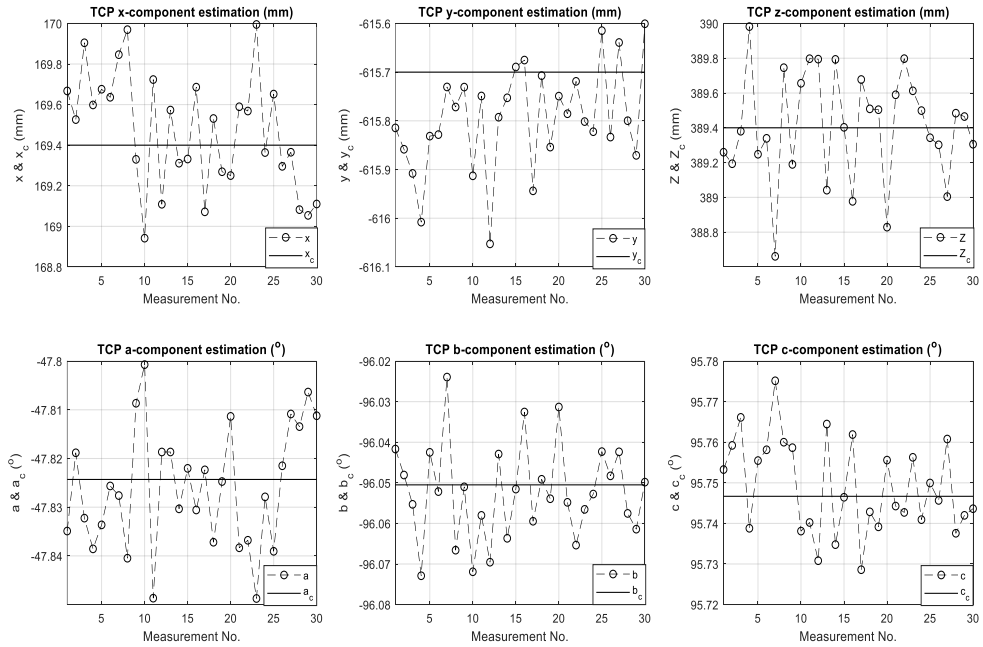 TCP x-component estimation (mm)
170
169.8
169.6
169.4
169.2
169
168.8
x & x_c (mm)
5
10
15
20
25
30
Measurement No.
x
x_c
TCP y-component estimation (mm)
-615.6
-615.7
-615.8
-615.9
-616
-616.1
y & y_c (mm)
5
10
15
20
25
30
Measurement No.
y
y_c
TCP z-component estimation (mm)
390
389.8
389.6
389.4
389.2
389
388.8
Z & Z_c (mm)
5
10
15
20
25
30
Measurement No.
Z
Z_c
TCP a-component estimation (°)
-47.8
-47.81
-47.82
-47.83
-47.84
a & a_c (°)
5
10
15
20
25
30
Measurement No.
a
a_c
TCP b-component estimation (°)
-96.02
-96.03
-96.04
-96.05
-96.06
-96.07
-96.08
b & b_c (°)
5
10
15
20
25
30
Measurement No.
b
b_c
TCP c-component estimation (°)
95.78
95.77
95.76
95.75
95.74
95.73
95.72
c & c_c (°)
5
10
15
20
25
30
Measurement No.
c
c_c